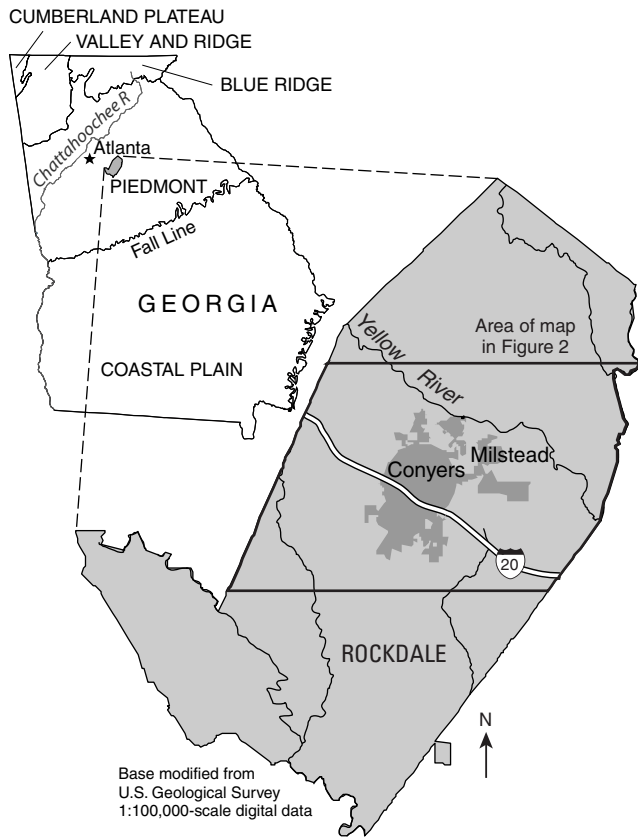 CUMBERLAND PLATEAU
VALLEY AND RIDGE
BLUE RIDGE
Chattahoochee R
Atlanta
PIEDMONT
Fall Line
GEORGIA
COASTAL PLAIN
Yellow River
Area of map
in Figure 2
Milstead
Conyers
20
ROCKDALE
N
Base modified from
U.S. Geological Survey
1:100,000-scale digital data